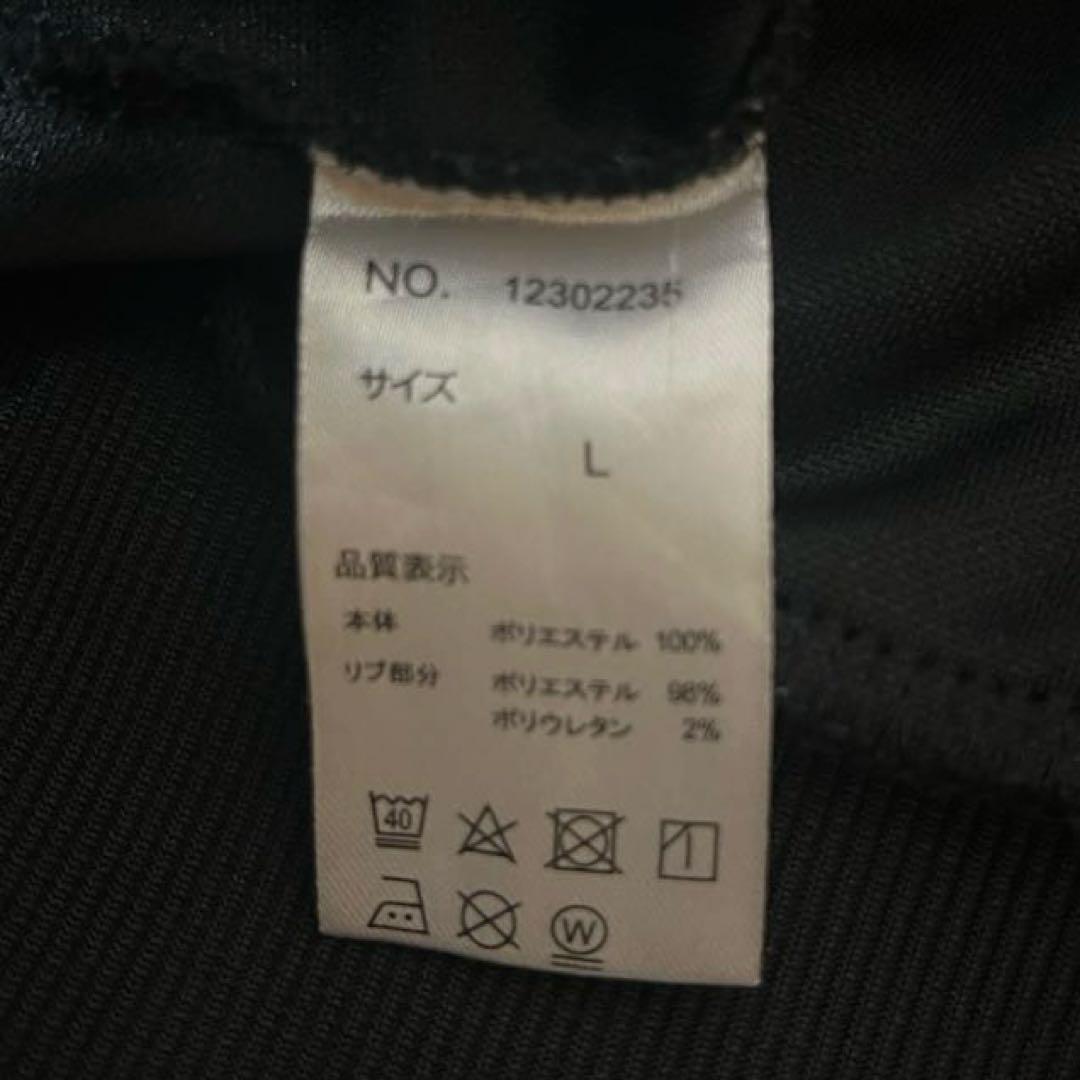 NO. 12302235
サイズ
L
品質表示
本体 ポリエステル 100%
リブ部分 ポリエステル 98%
ポリウレタン 2%
40
W